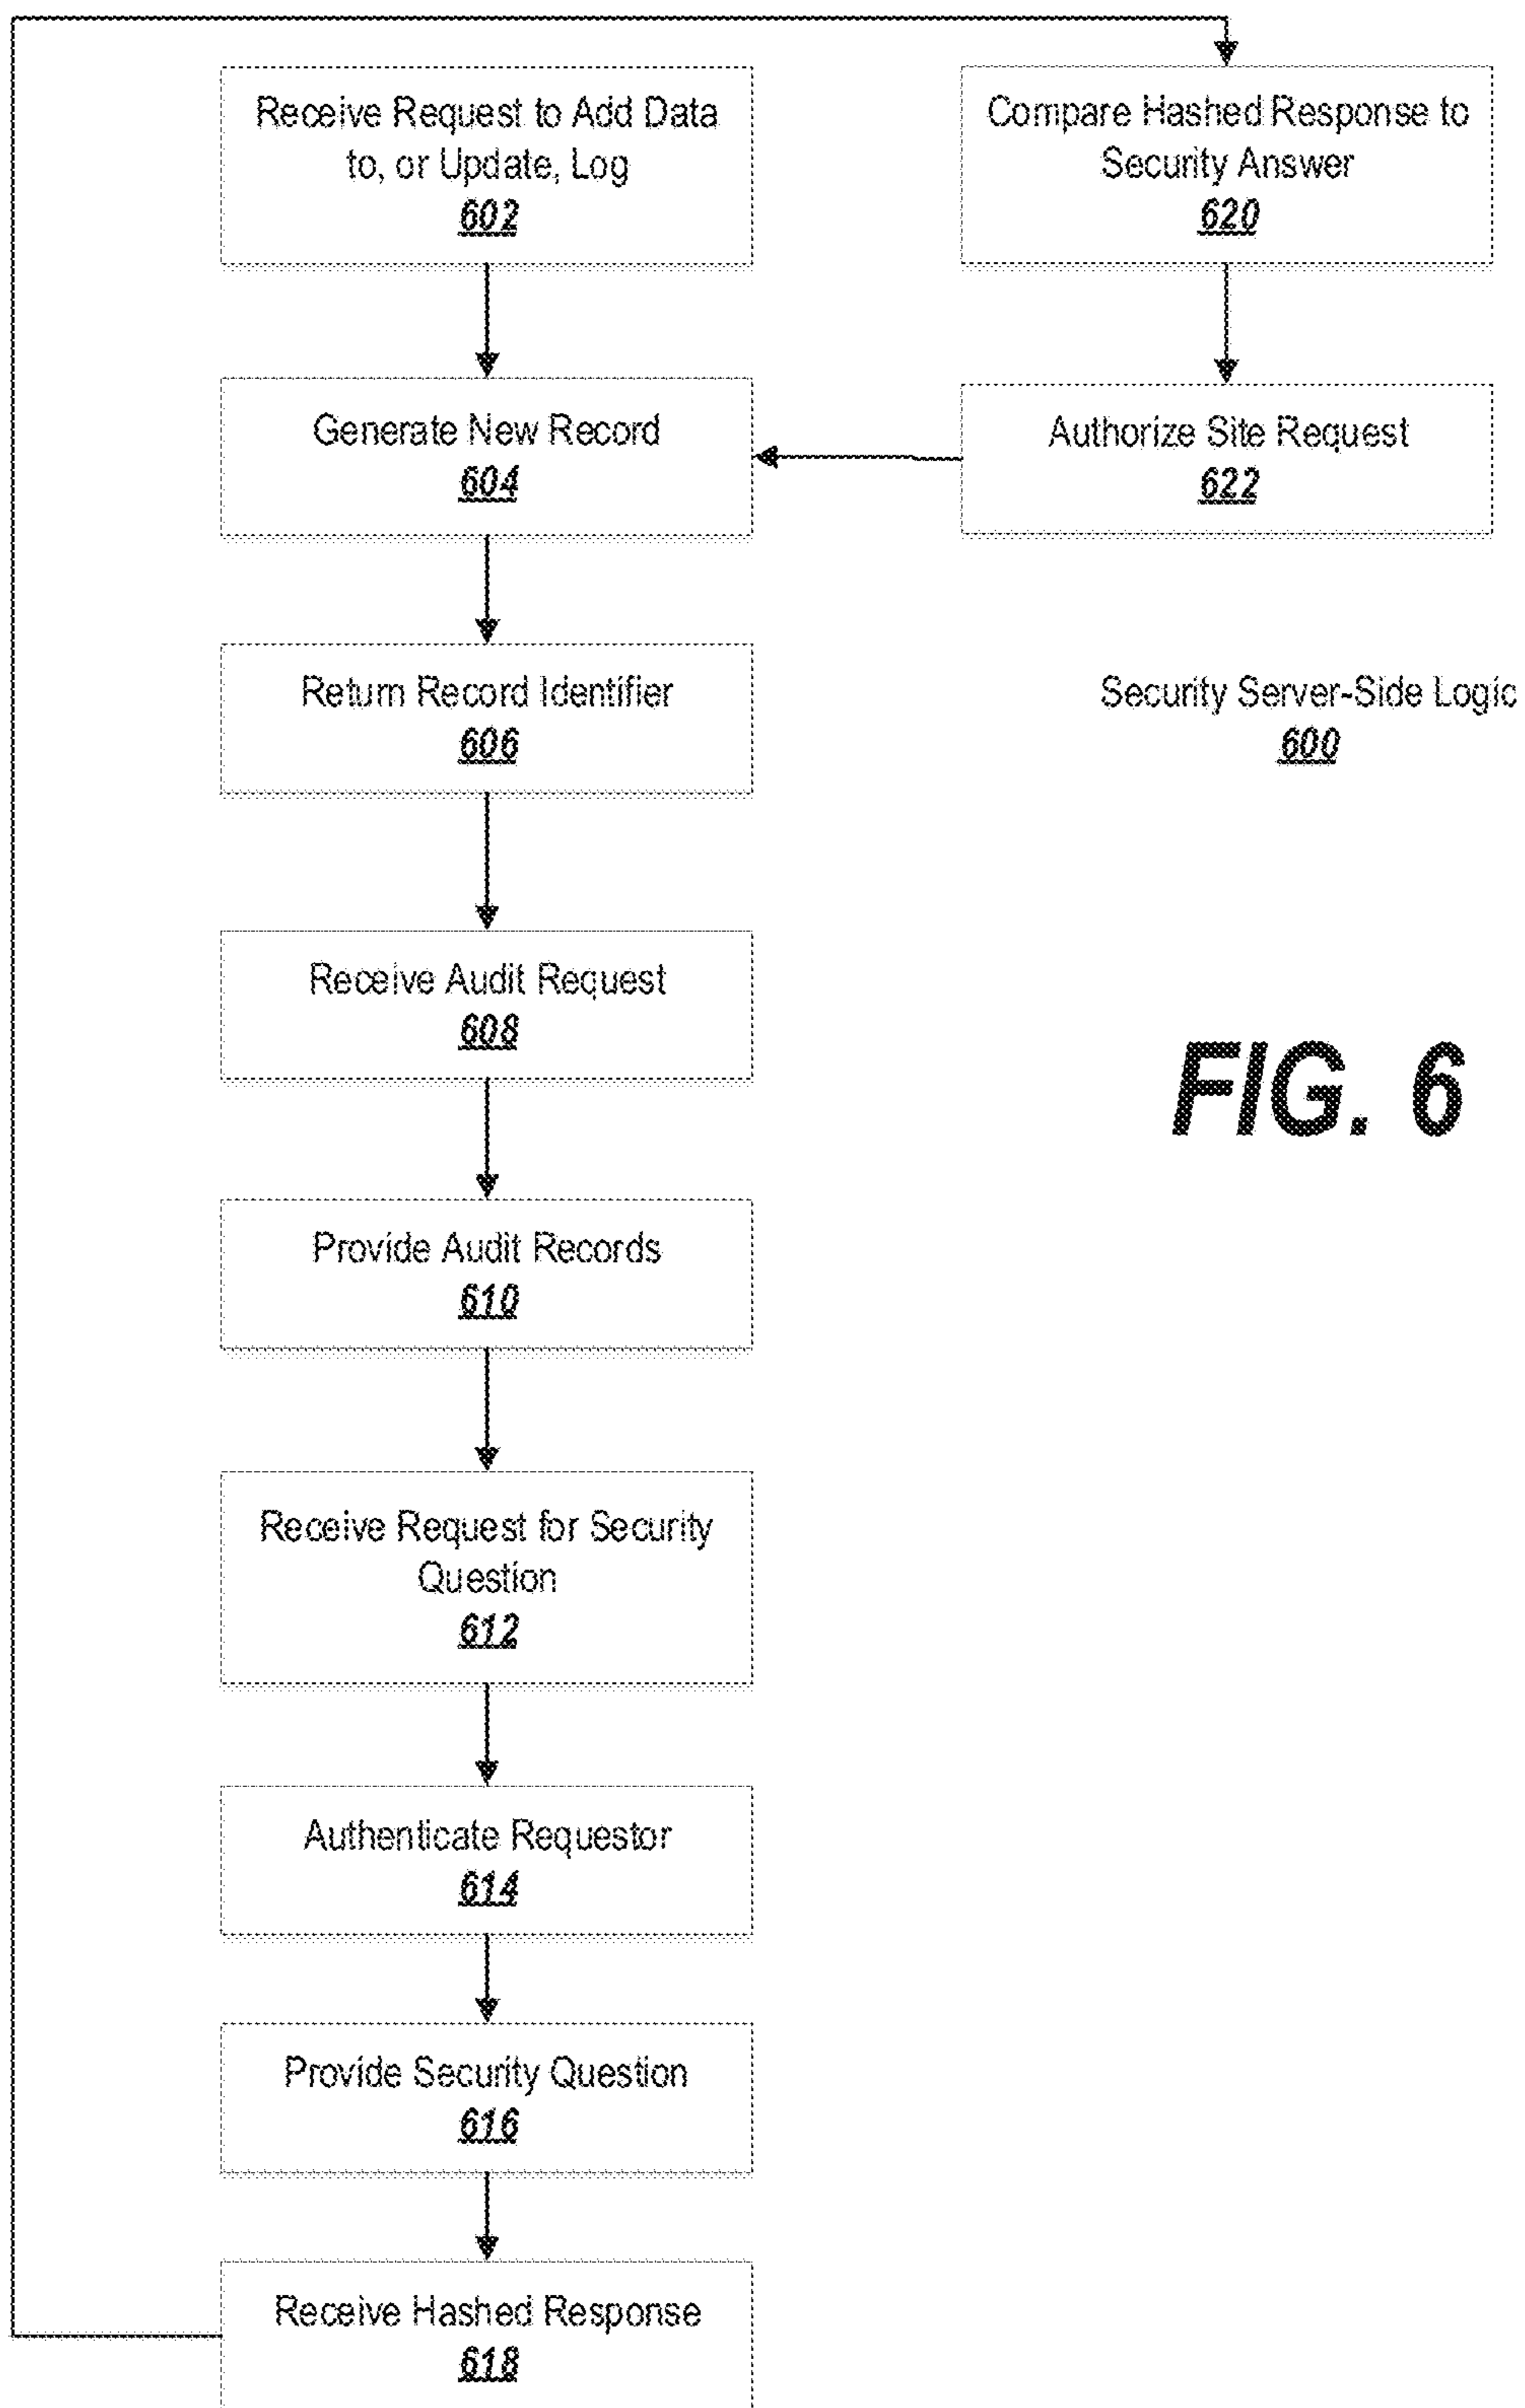 Receive Request to Add Data
to, or Update, Log
602
Generate New Record
604
Return Record Identifier
606
Receive Audit Request
608
Provide Audit Records
610
Receive Request for Security
Question
612
Authenticate Requestor
614
Provide Security Question
616
Receive Hashed Response
618
Compare Hashed Response to
Security Answer
620
Authorize Site Request
622
Security Server-Side Logic
600
FIG. 6